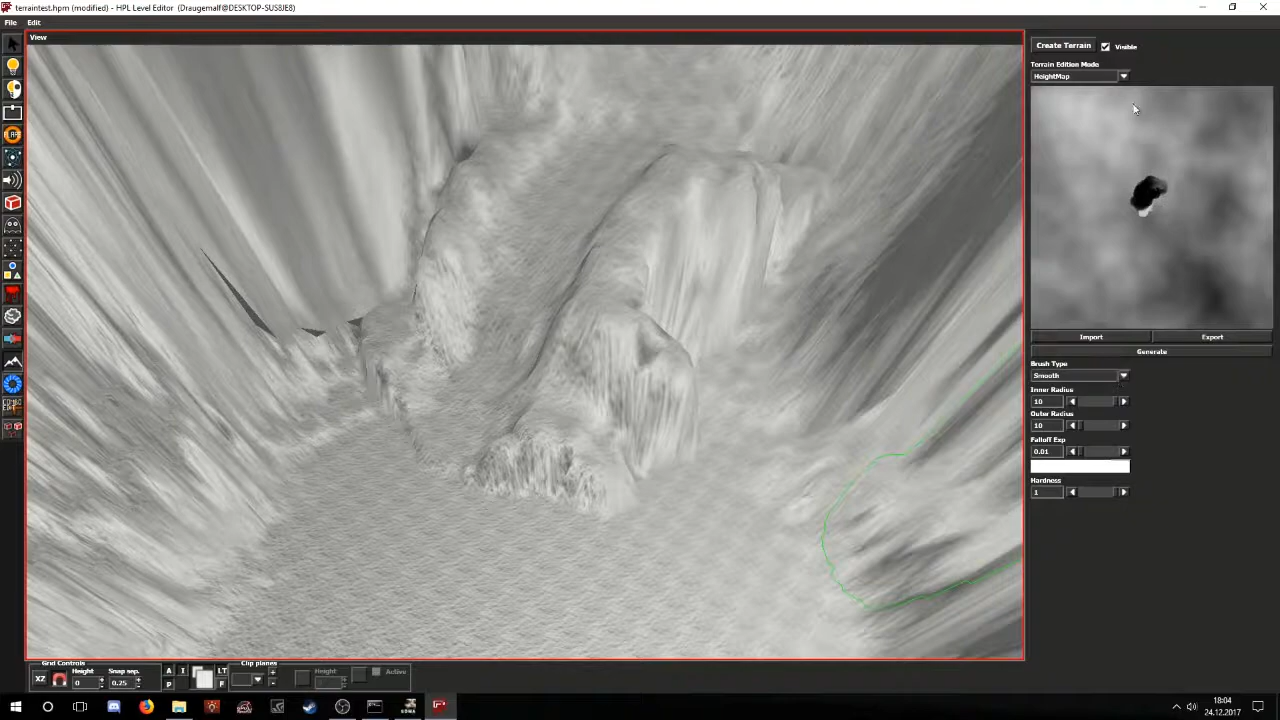 terraintest.hpm (modified) - HPL Level Editor (Draugemalf@DESKTOP-SUS8JE8)
File Edit
View
Create Terrain Visible
Terrain Edition Mode
HeightMap
Import Export
Generate
Brush Type
Smooth
Inner Radius
10
Outer Radius
10
Falloff Exp
0.01
Hardness
1
Grid Controls Clip planes
Height Snap sep. A I LT Height Active
XZ 0 0.25 P F
18:04
24.12.2017